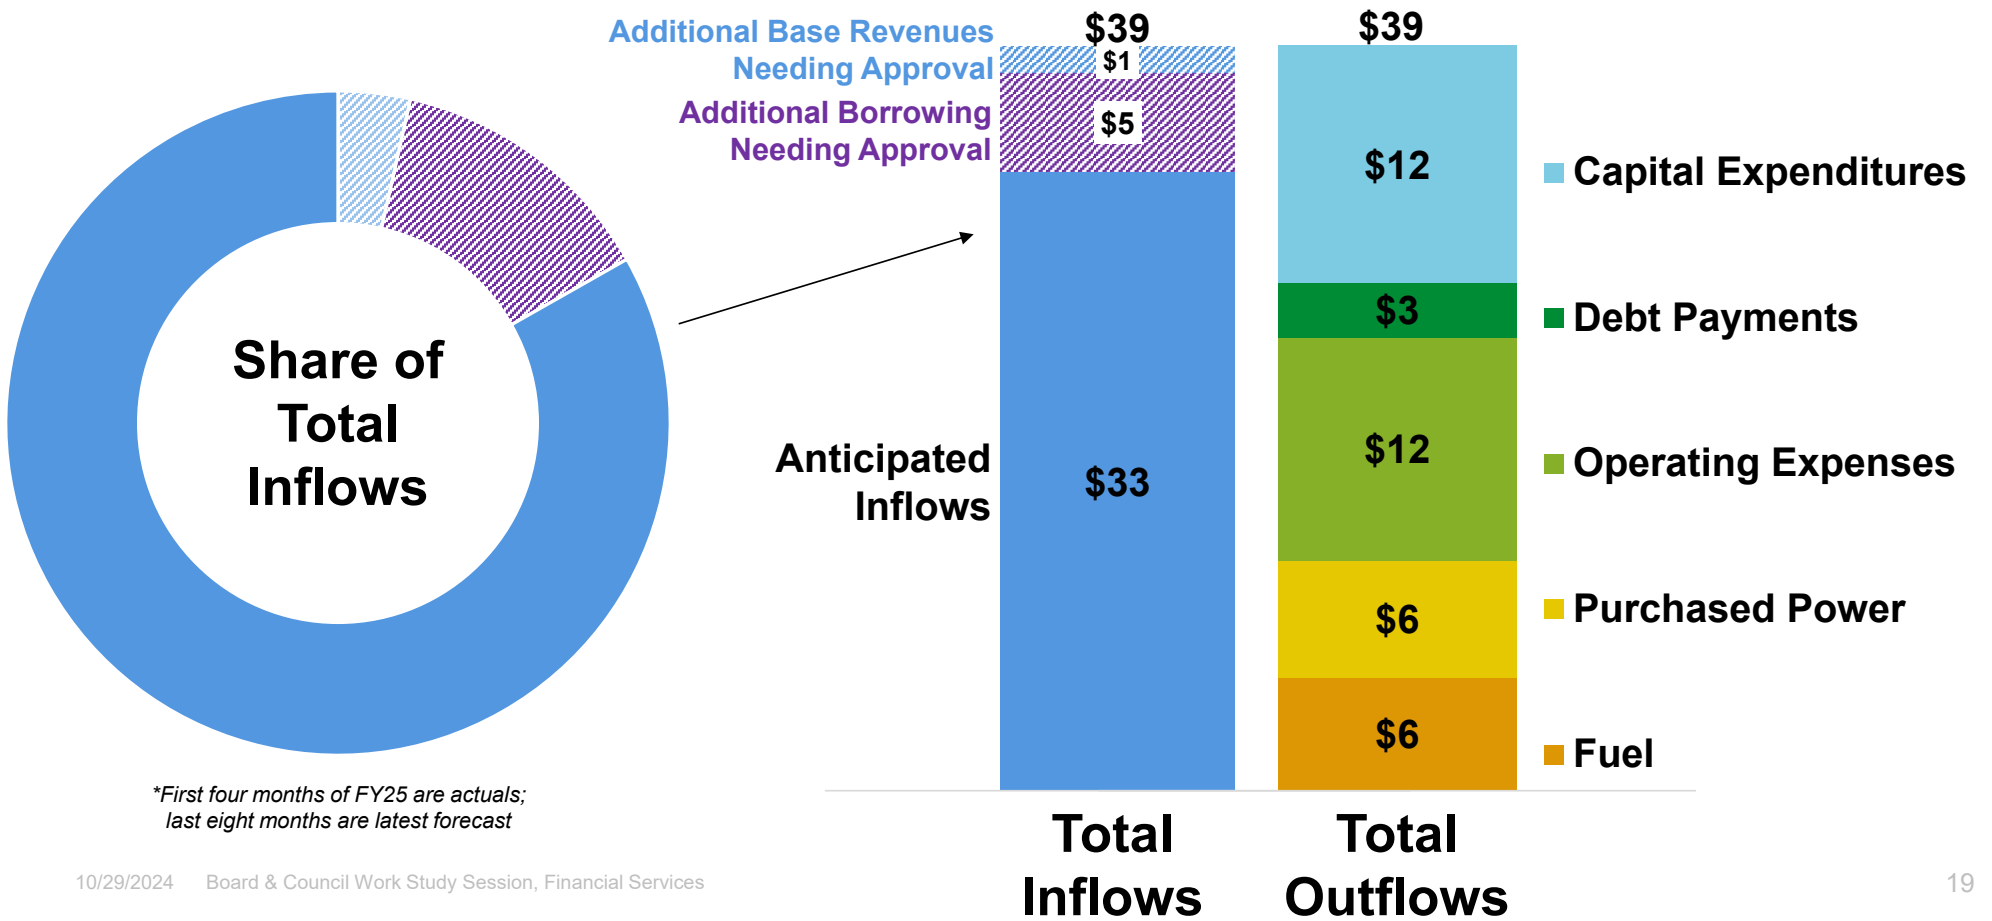 Share of
Total
Inflows
*First four months of FY25 are actuals;
last eight months are latest forecast
Additional Base Revenues
Needing Approval
Additional Borrowing
Needing Approval
Anticipated
Inflows
$39
$1
$5
$33
Total
Inflows
$39
$12
$3
$12
$6
$6
Total
Outflows
Capital Expenditures
Debt Payments
Operating Expenses
Purchased Power
Fuel
10/29/2024 Board & Council Work Study Session, Financial Services
19